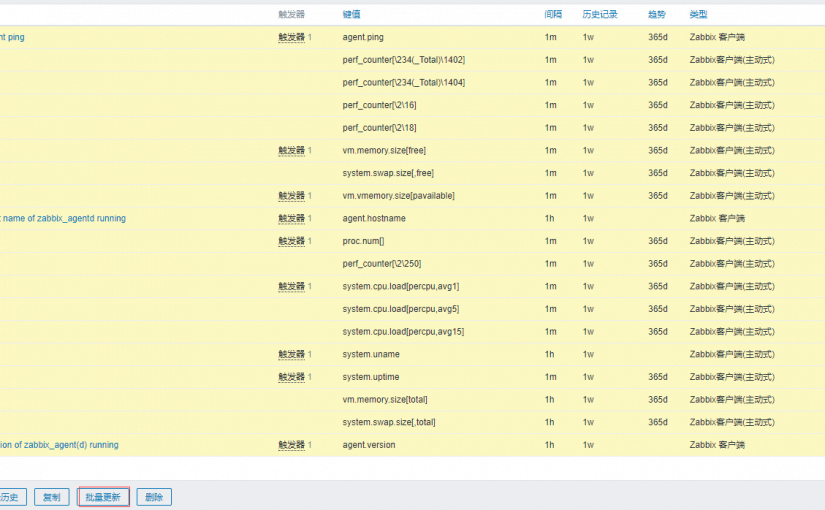 触发器 键值 间隔 历史记录 趋势 类型
nt ping 触发器 1 agent.ping 1m 1w 365d Zabbix 客户端
perf_counter[\234(_Total)\1402] 1m 1w 365d Zabbix客户端(主动式)
perf_counter[\234(_Total)\1404] 1m 1w 365d Zabbix客户端(主动式)
perf_counter[\2\16] 1m 1w 365d Zabbix客户端(主动式)
perf_counter[\2\18] 1m 1w 365d Zabbix客户端(主动式)
触发器 1 vm.memory.size[free] 1m 1w 365d Zabbix客户端(主动式)
system.swap.size[,free] 1m 1w 365d Zabbix客户端(主动式)
触发器 1 vm.vmemory.size[pavailable] 1m 1w 365d Zabbix客户端(主动式)
t name of zabbix_agentd running 触发器 1 agent.hostname 1h 1w Zabbix 客户端
触发器 1 proc.num[] 1m 1w 365d Zabbix客户端(主动式)
perf_counter[\2\250] 1m 1w 365d Zabbix客户端(主动式)
触发器 1 system.cpu.load[percpu,avg1] 1m 1w 365d Zabbix客户端(主动式)
system.cpu.load[percpu,avg5] 1m 1w 365d Zabbix客户端(主动式)
system.cpu.load[percpu,avg15] 1m 1w 365d Zabbix客户端(主动式)
触发器 1 system.uname 1h 1w Zabbix客户端(主动式)
触发器 1 system.uptime 1m 1w 365d Zabbix客户端(主动式)
vm.memory.size[total] 1h 1w 365d Zabbix客户端(主动式)
system.swap.size[,total] 1h 1w 365d Zabbix客户端(主动式)
ion of zabbix_agent(d) running 触发器 1 agent.version 1h 1w Zabbix 客户端
历史 复制 批量更新 删除